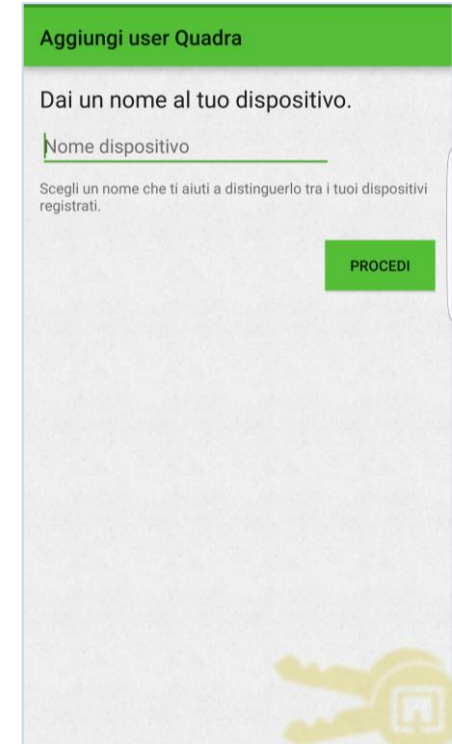 Aggiungi user Quadra
Dai un nome al tuo dispositivo.
Nome dispositivo
Scegli un nome che ti aiuti a distinguerlo tra i tuoi dispositivi
registrati.
PROCEDI